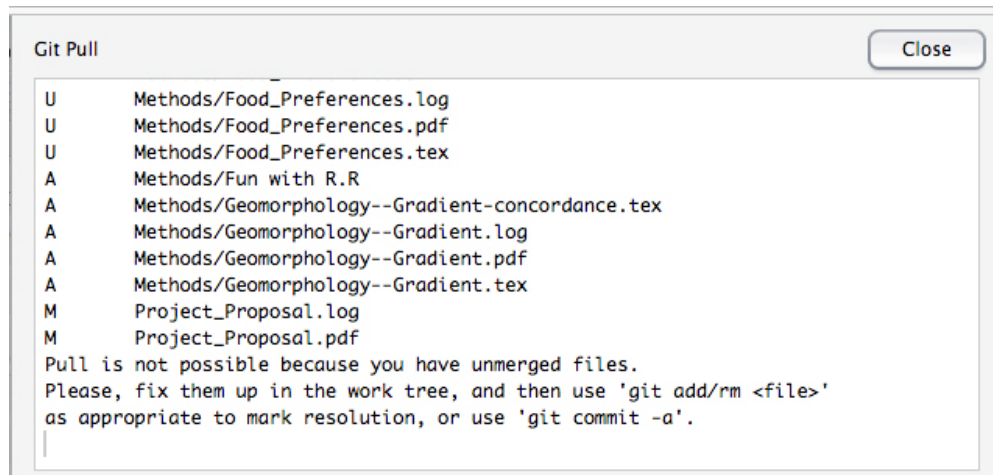 Git Pull
Close
U Methods/Food_Preferences.log
U Methods/Food_Preferences.pdf
U Methods/Food_Preferences.tex
A Methods/Fun with R.R
A Methods/Geomorphology--Gradient-concordance.tex
A Methods/Geomorphology--Gradient.log
A Methods/Geomorphology--Gradient.pdf
A Methods/Geomorphology--Gradient.tex
M Project_Proposal.log
M Project_Proposal.pdf
Pull is not possible because you have unmerged files.
Please, fix them up in the work tree, and then use 'git add/rm <file>'
as appropriate to mark resolution, or use 'git commit -a'.